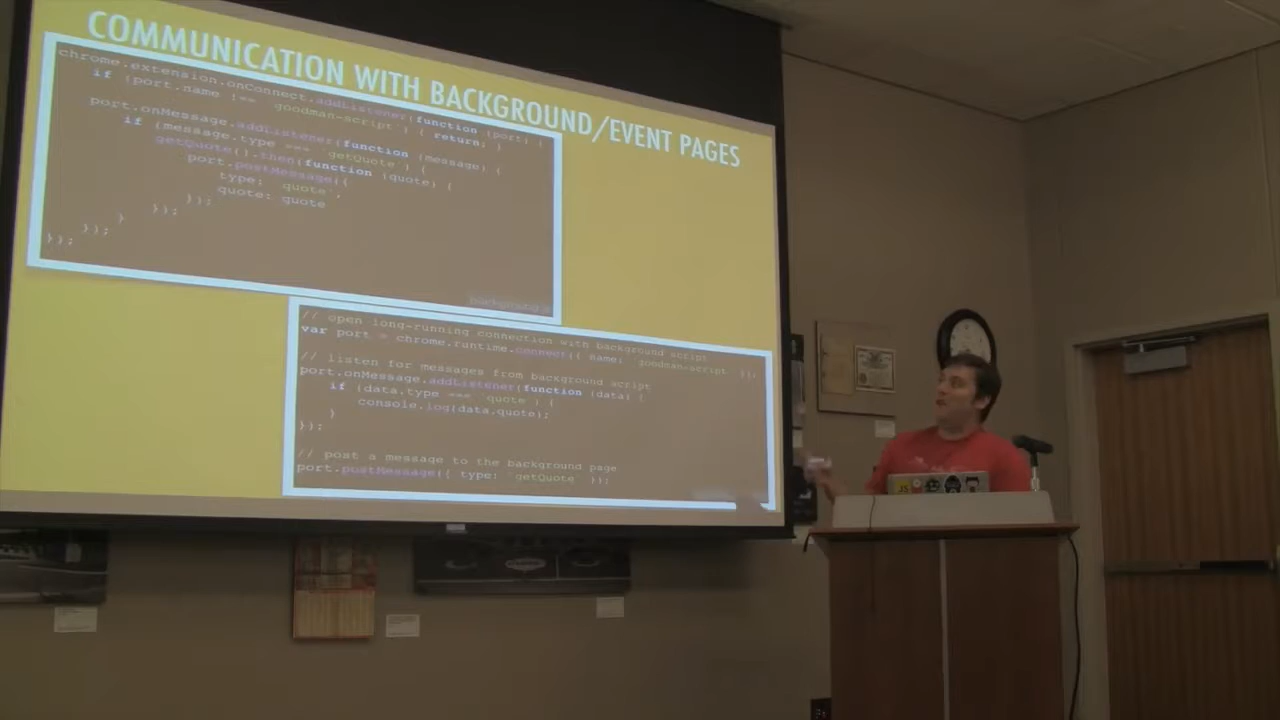 COMMUNICATION WITH BACKGROUND/EVENT PAGES
chrome.extension.onConnect.addListener(function (port) {
if (port.name !== 'goodman-script') { return; }
port.onMessage.addListener(function (message) {
if (message.type === 'getQuote') {
getQuote().then(function (quote) {
port.postMessage({
type: 'quote',
quote: quote
});
});
}
});
});
// open long-running connection with background script
var port = chrome.runtime.connect({ name: 'goodman-script' });
// listen for messages from background script
port.onMessage.addListener(function (data) {
if (data.type === 'quote') {
console.log(data.quote);
}
});
// post a message to the background page
port.postMessage({ type: 'getQuote' });
JS